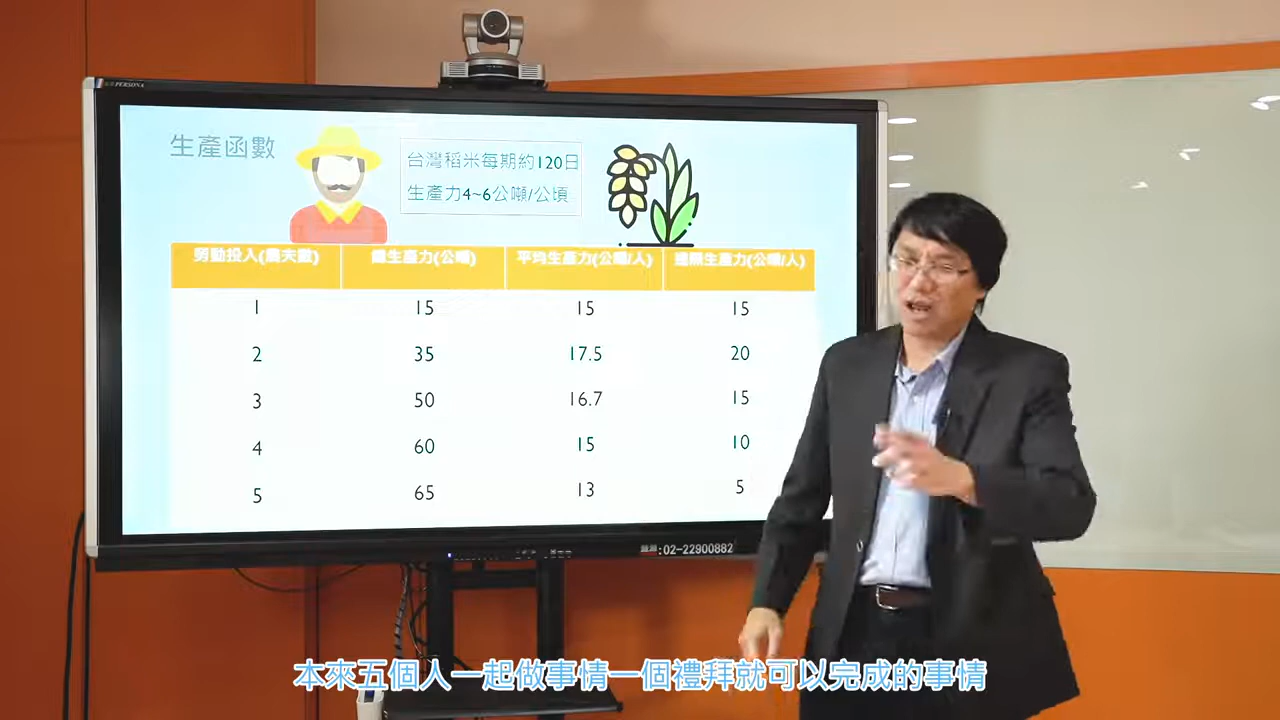 PERSONA
生產函數
台灣稻米每期約120日
生產力4~6公噸/公頃
勞動投入(農夫數) 總生產力(公噸) 平均生產力(公噸/人) 邊際生產力(公噸/人)
1 15 15 15
2 35 17.5 20
3 50 16.7 15
4 60 15 10
5 65 13 5
:02-22900882
本來五個人一起做事情一個禮拜就可以完成的事情